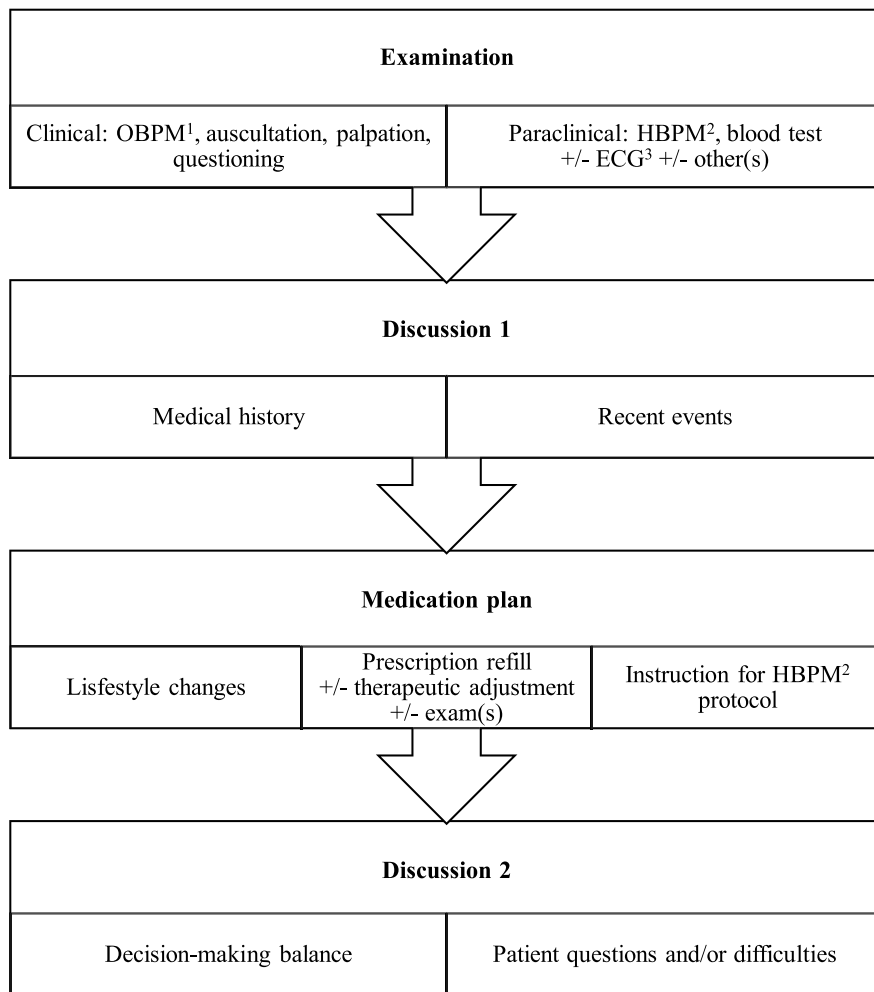 Examination
Clinical: OBPM¹, auscultation, palpation,
questioning
Paraclinical: HBPM², blood test
+/- ECG³ +/- other(s)
Discussion 1
Medical history
Recent events
Medication plan
Lisfestyle changes
Prescription refill
+/- therapeutic adjustment
+/- exam(s)
Instruction for HBPM²
protocol
Discussion 2
Decision-making balance
Patient questions and/or difficulties